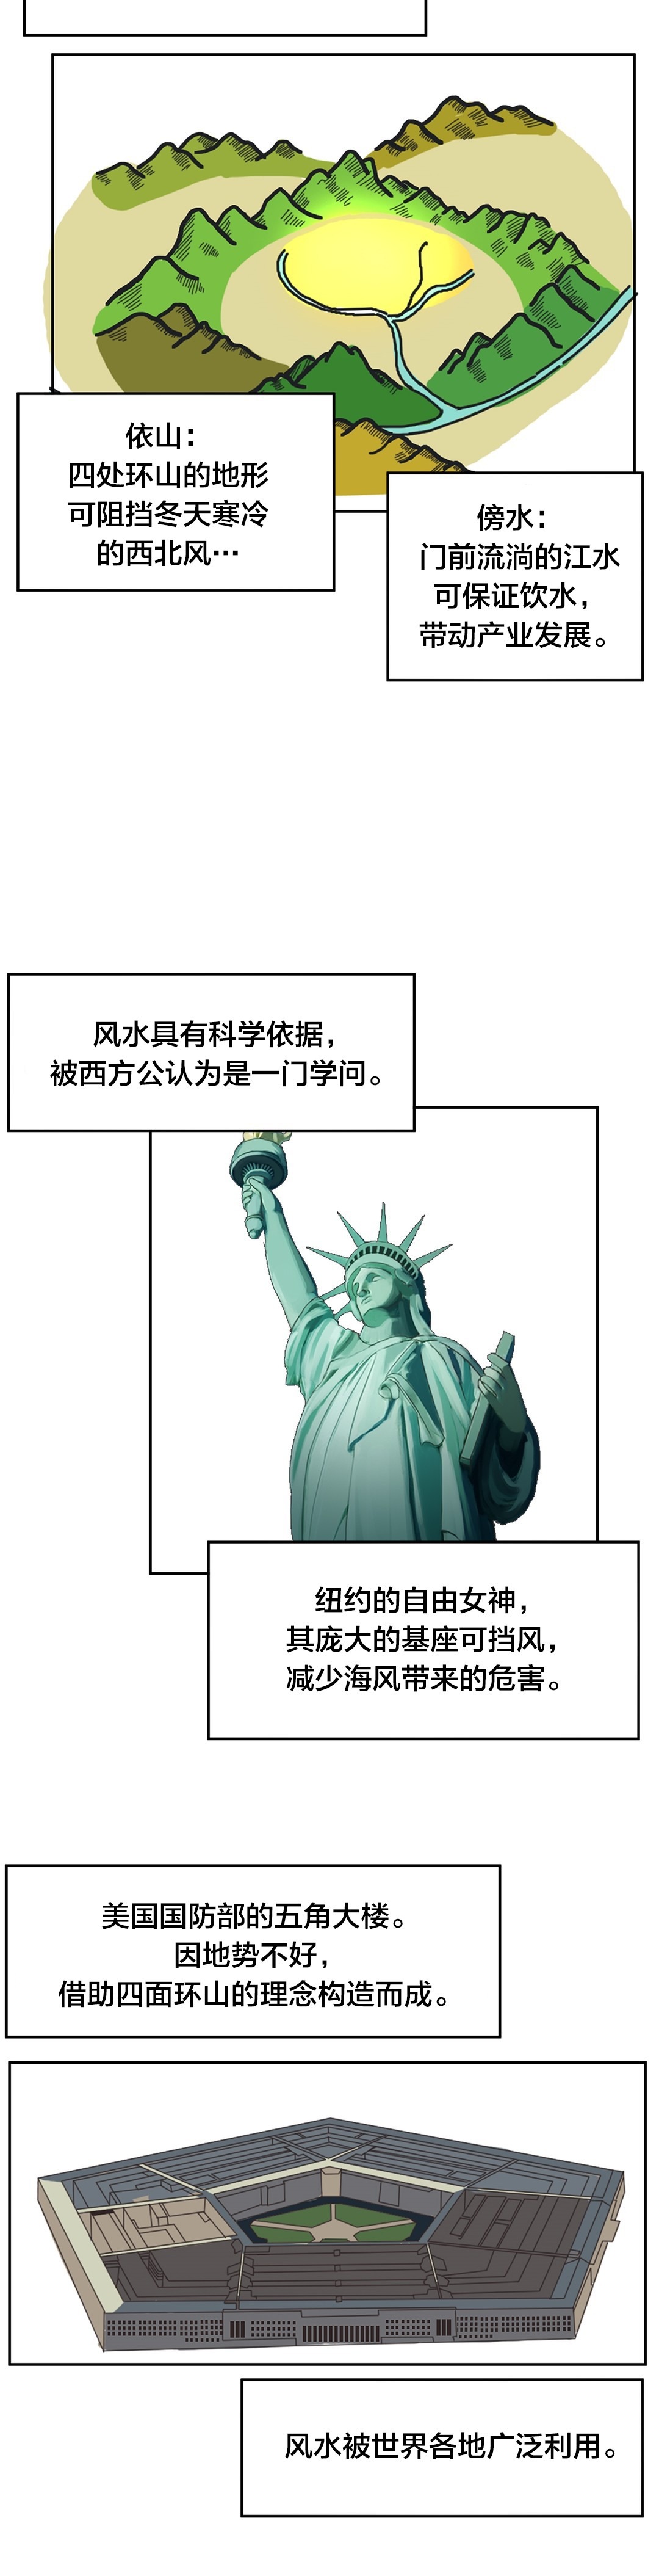 依山：
四处环山的地形
可阻挡冬天寒冷
的西北风…
傍水：
门前流淌的江水
可保证饮水，
带动产业发展。
风水具有科学依据，
被西方公认为是一门学问。
纽约的自由女神，
其庞大的基座可挡风，
减少海风带来的危害。
美国国防部的五角大楼。
因地势不好，
借助四面环山的理念构造而成。
风水被世界各地广泛利用。